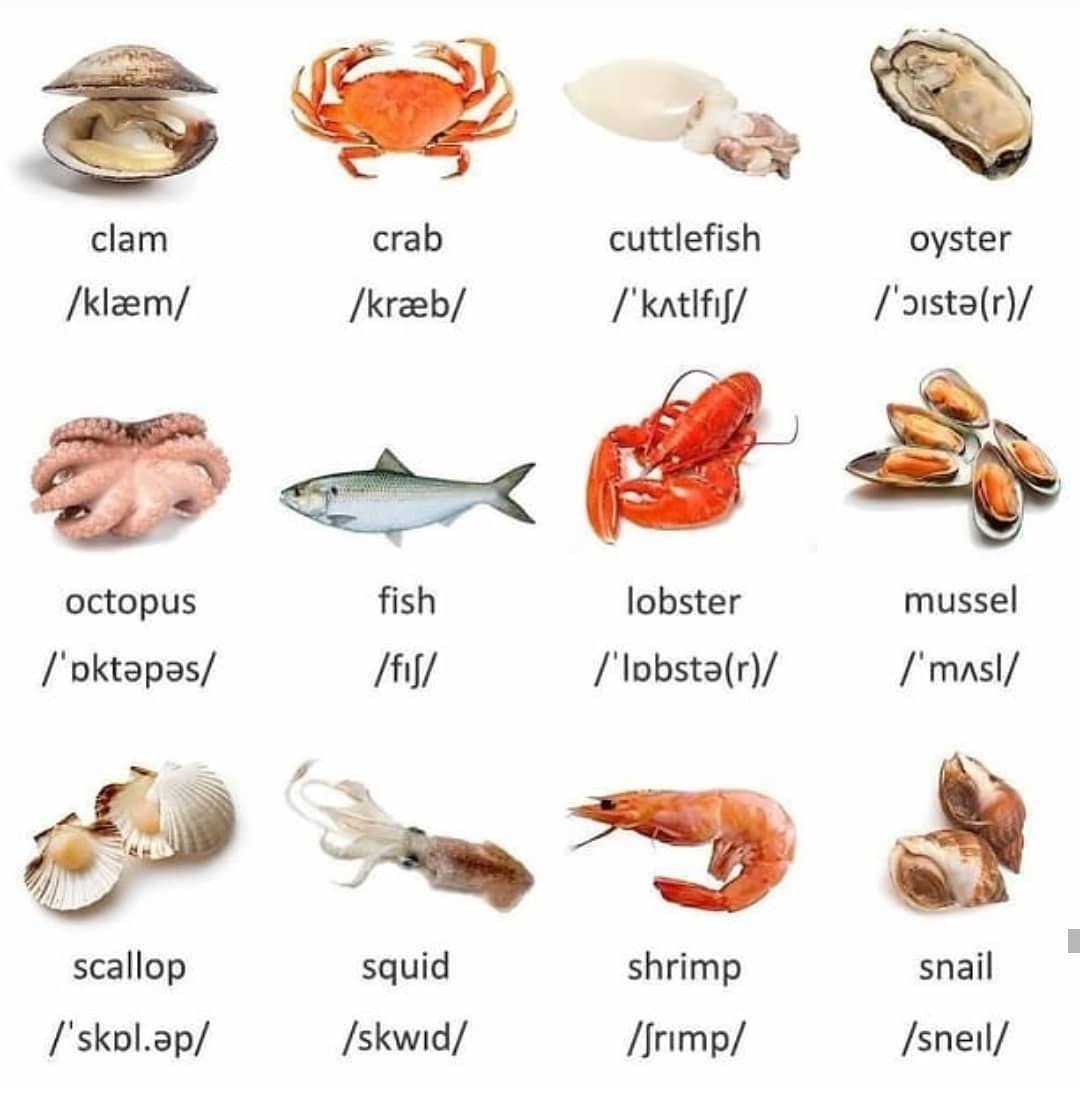 clam crab cuttlefish oyster
/klæm/ /kræb/ /ˈkʌtlfɪʃ/ /ˈɔɪstə(r)/
octopus fish lobster mussel
/ˈɒktəpəs/ /fɪʃ/ /ˈlɒbstə(r)/ /ˈmʌsl/
scallop squid shrimp snail
/ˈskɒl.əp/ /skwɪd/ /ʃrɪmp/ /sneɪl/